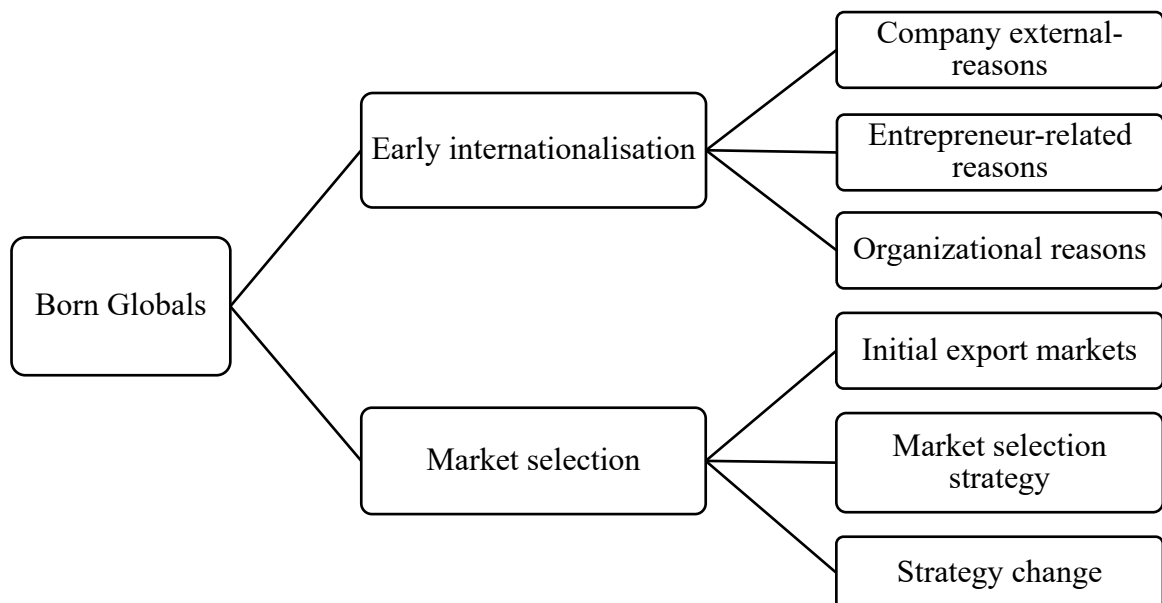 Company external-
reasons
Early internationalisation
Entrepreneur-related
reasons
Organizational reasons
Born Globals
Initial export markets
Market selection
Market selection
strategy
Strategy change